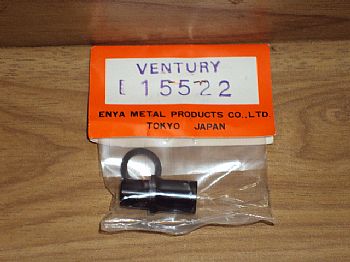 VENTURY
15522
ENYA METAL PRODUCTS CO., LTD.
TOKYO JAPAN